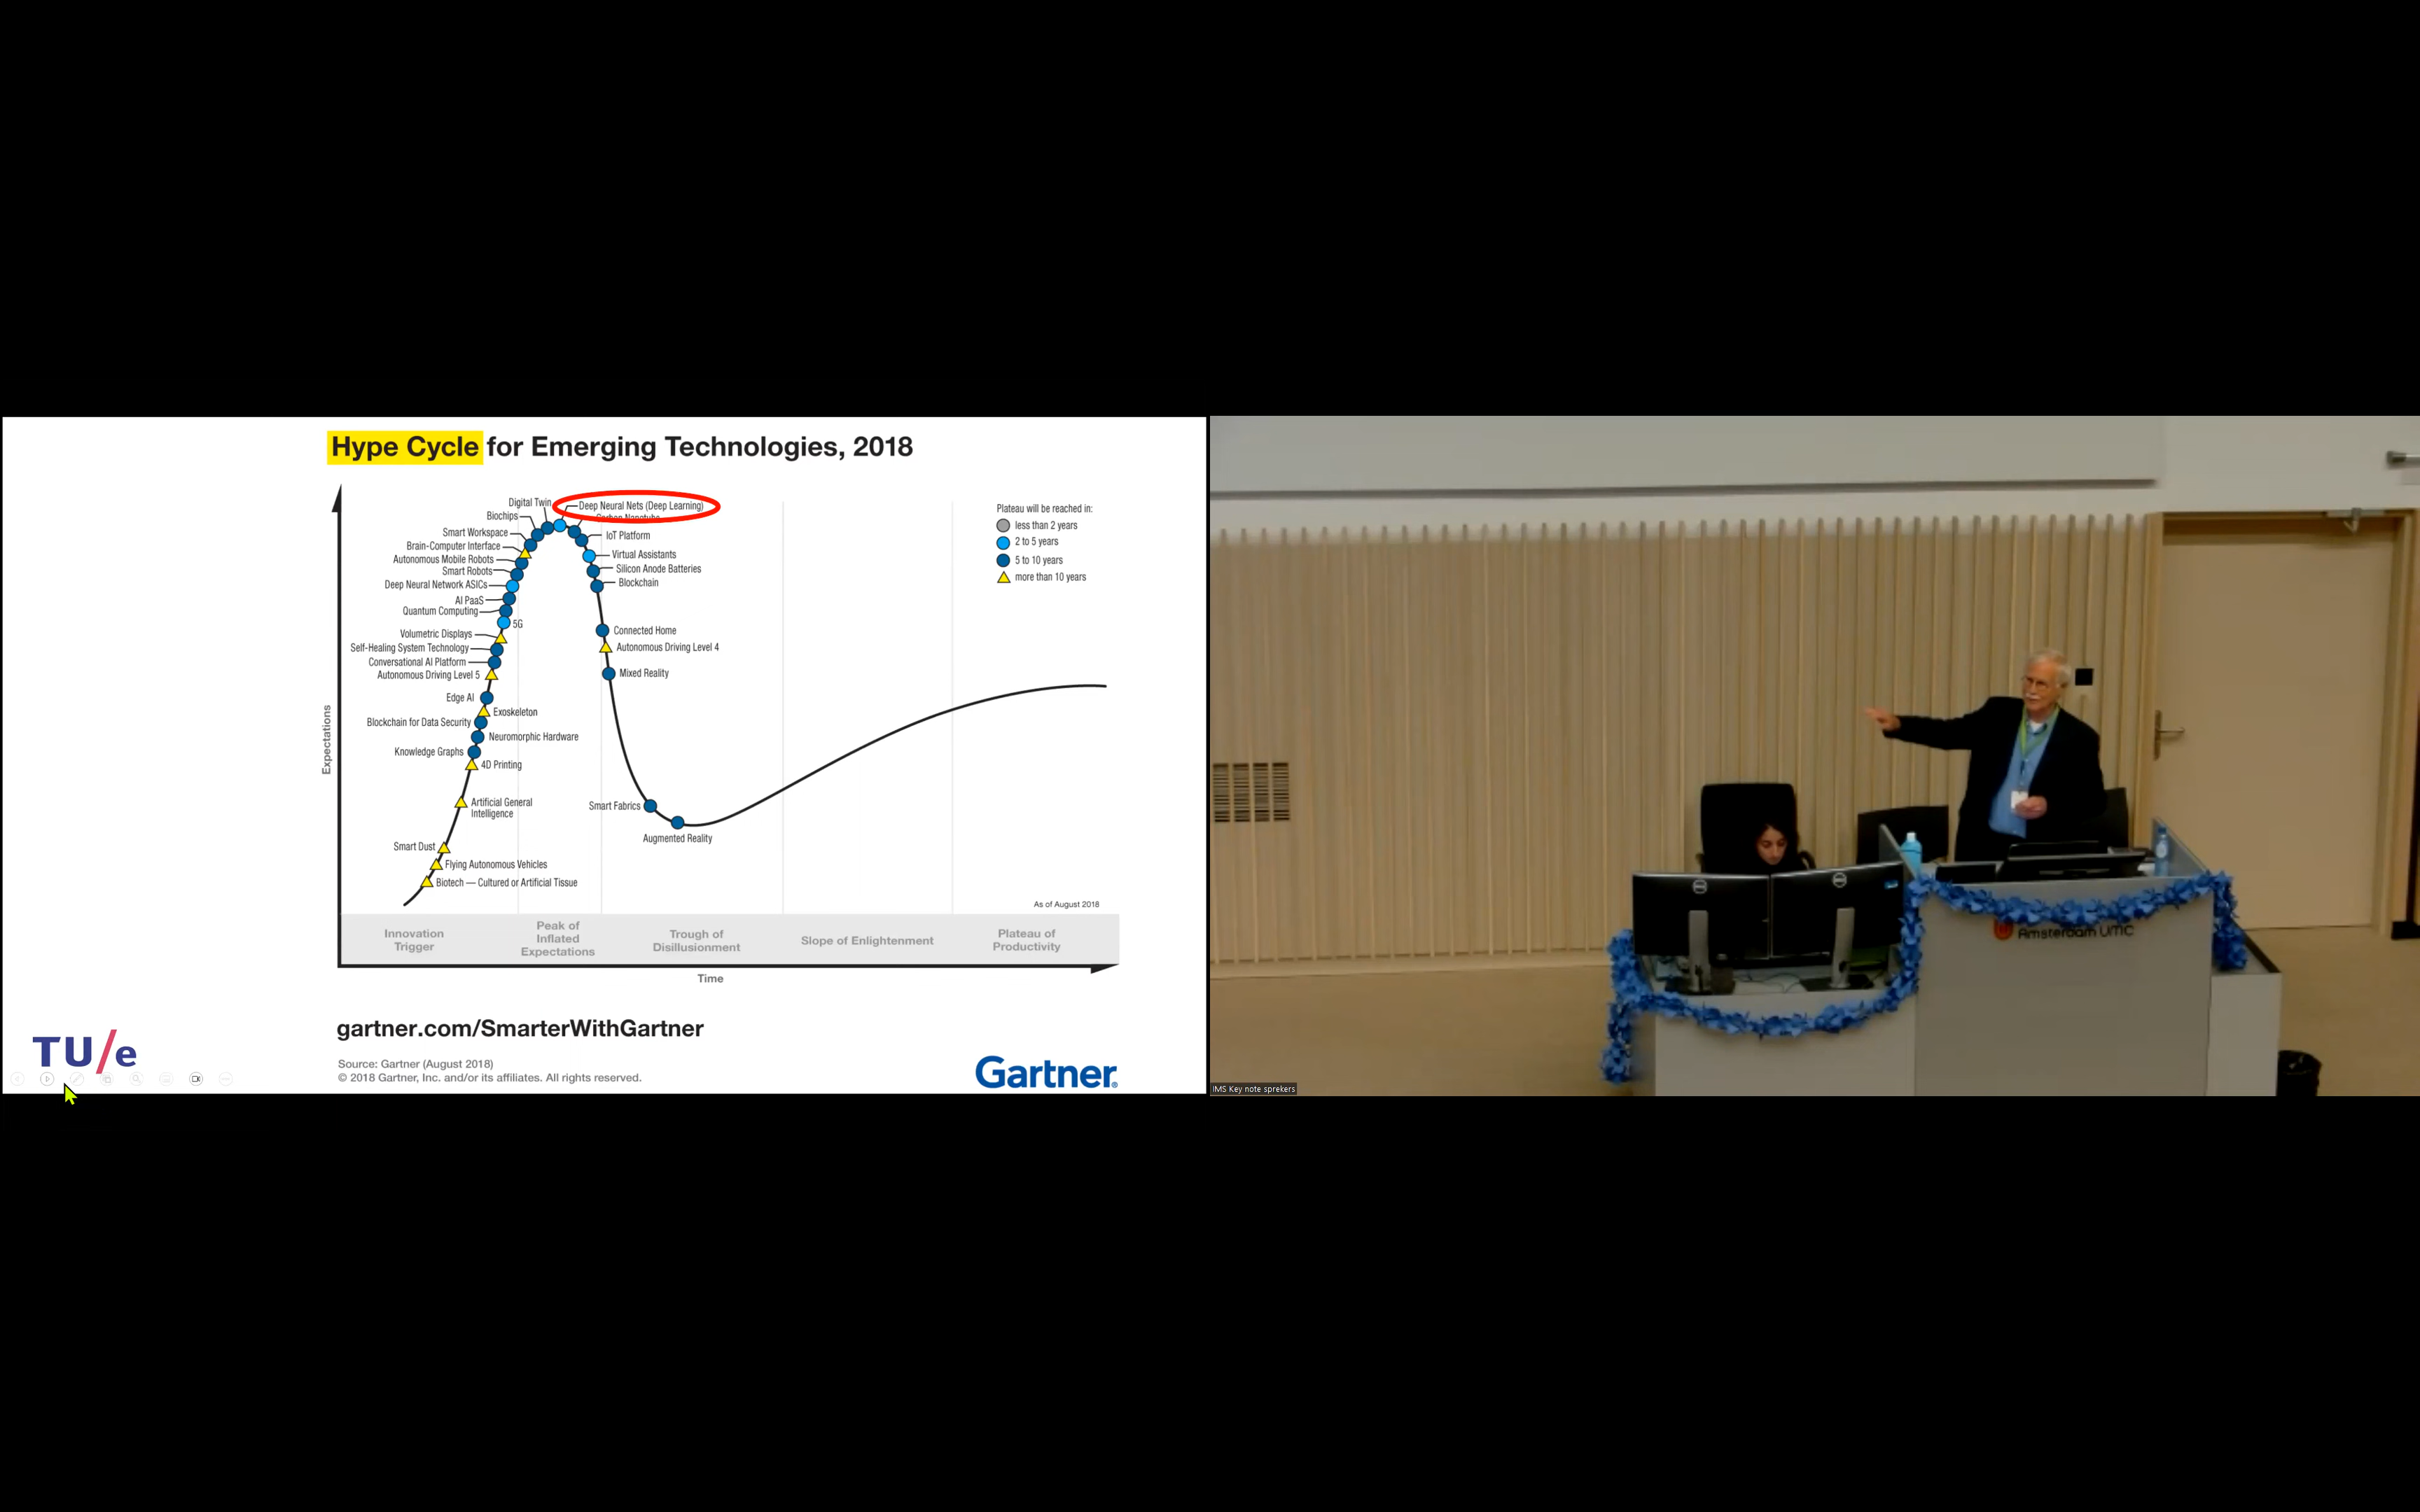 Hype Cycle for Emerging Technologies, 2018
Digital Twin
Deep Neural Nets (Deep Learning)
Carbon Nanotube
Biochips
Smart Workspace
IoT Platform
Brain-Computer Interface
Virtual Assistants
Autonomous Mobile Robots
Silicon Anode Batteries
Smart Robots
Blockchain
Deep Neural Network ASICs
AI PaaS
Quantum Computing
5G
Volumetric Displays
Connected Home
Self-Healing System Technology
Autonomous Driving Level 4
Conversational AI Platform
Autonomous Driving Level 5
Mixed Reality
Edge AI
Exoskeleton
Blockchain for Data Security
Neuromorphic Hardware
Knowledge Graphs
4D Printing
Artificial General
Intelligence
Smart Fabrics
Augmented Reality
Smart Dust
Flying Autonomous Vehicles
Biotech — Cultured or Artificial Tissue
Plateau will be reached in:
less than 2 years
2 to 5 years
5 to 10 years
more than 10 years
As of August 2018
Expectations
Innovation
Trigger
Peak of
Inflated
Expectations
Trough of
Disillusionment
Slope of Enlightenment
Plateau of
Productivity
Time
gartner.com/SmarterWithGartner
Source: Gartner (August 2018)
© 2018 Gartner, Inc. and/or its affiliates. All rights reserved.
Gartner®
TU/e
DELL
DELL
Amsterdam UMC
IMS Key note sprekers